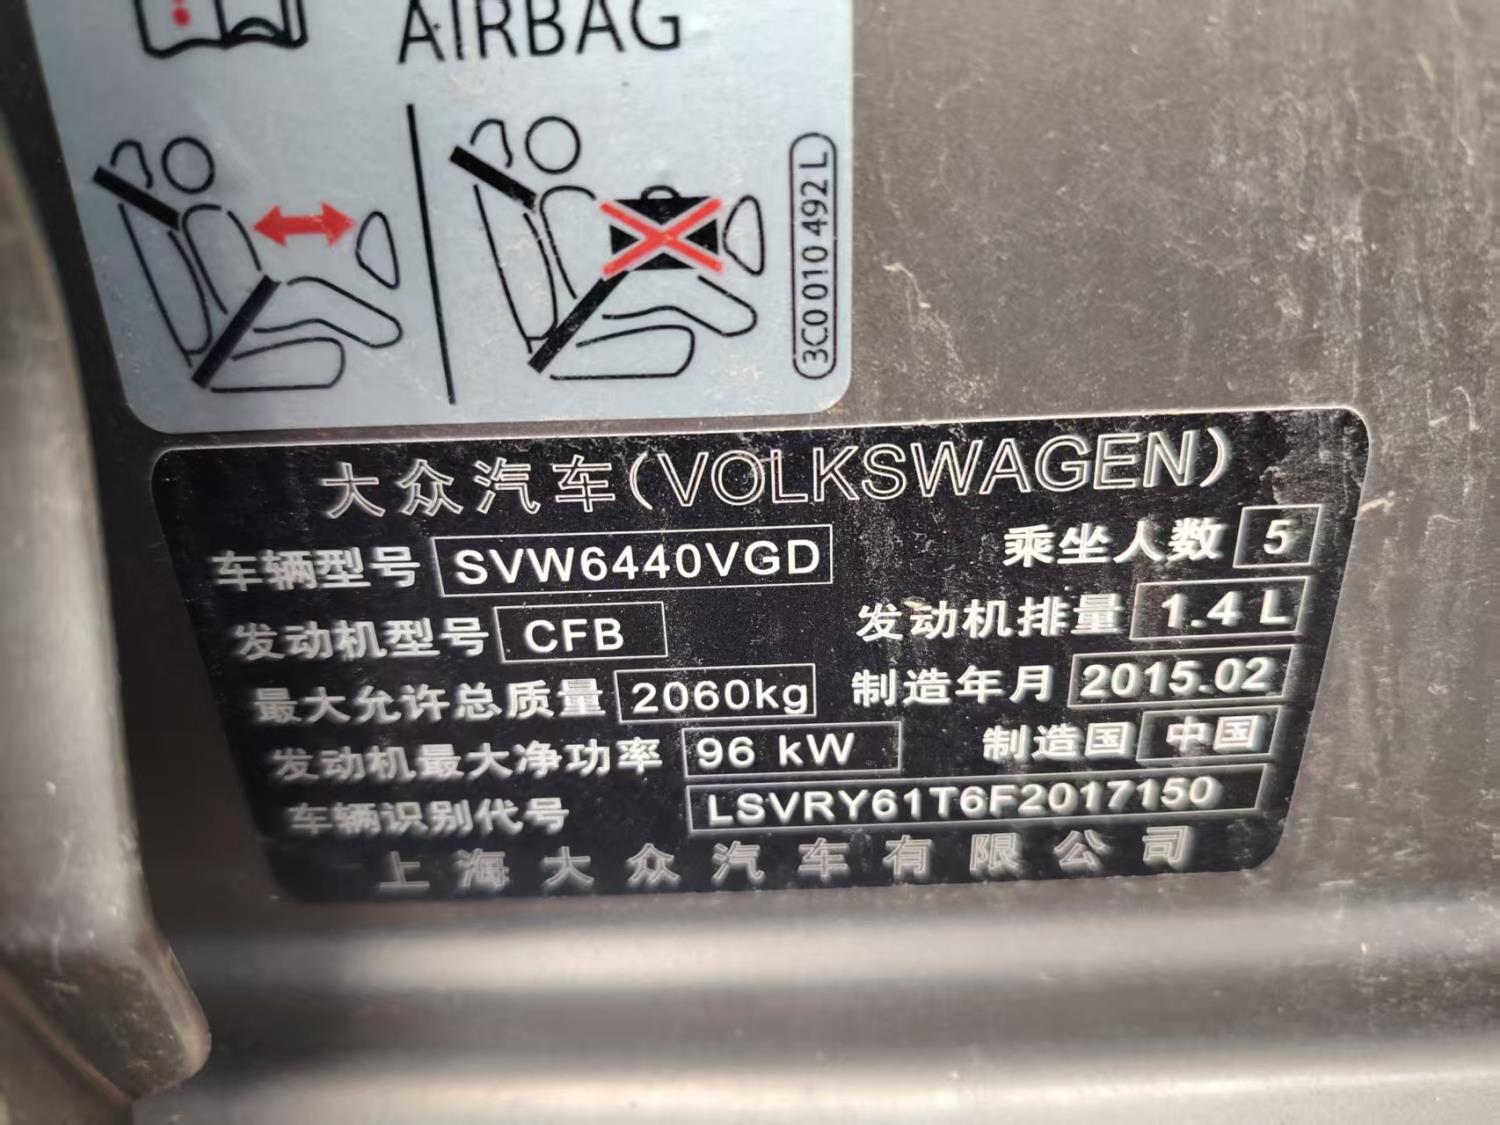 AIRBAG
3C0 010 492 L
大众汽车(VOLKSWAGEN)
车辆型号 SVW6440VGD 乘坐人数 5
发动机型号 CFB 发动机排量 1.4 L
最大允许总质量 2060kg 制造年月 2015.02
发动机最大净功率 96 kW 制造国 中国
车辆识别代号 LSVRY61T6F2017150
上海大众汽车有限公司